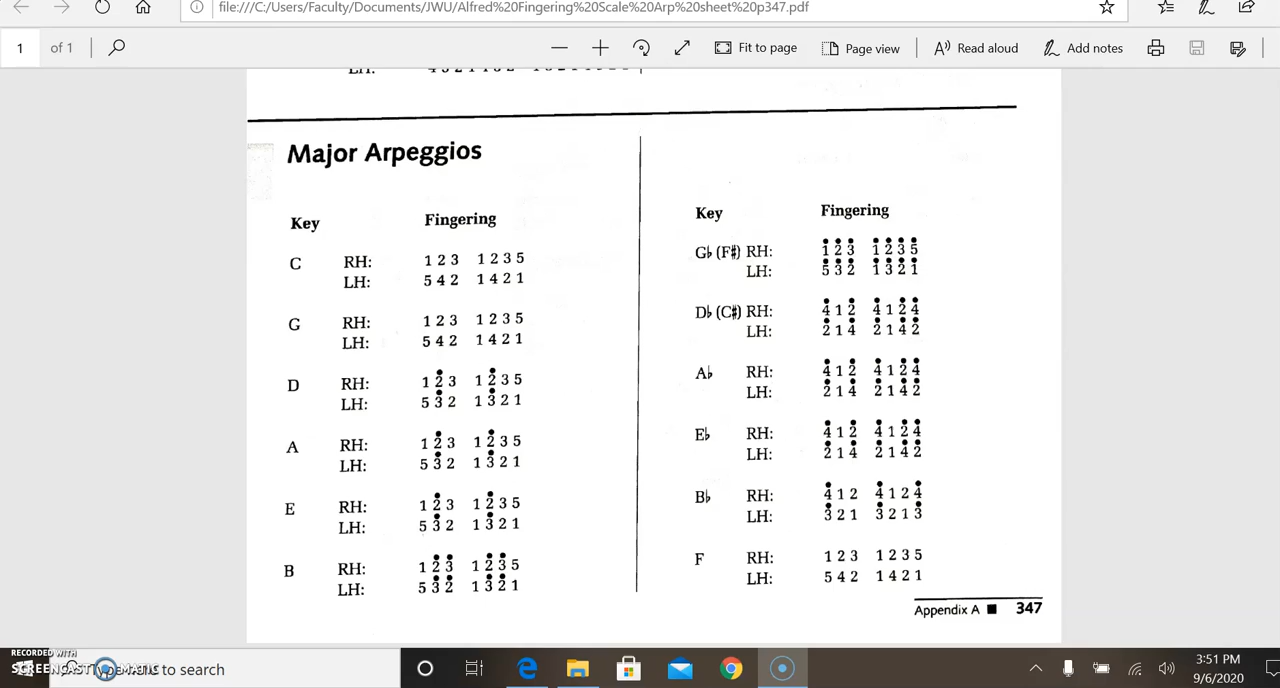 file:///C:/Users/Faculty/Documents/JWU/Alfred%20Fingering%20Scale%20Arp%20sheet%20p347.pdf
1 of 1
Fit to page
Page view
Read aloud
Add notes
Major Arpeggios
Key Fingering
C RH: 1 2 3 1 2 3 5
LH: 5 4 2 1 4 2 1
G RH: 1 2 3 1 2 3 5
LH: 5 4 2 1 4 2 1
D RH: 1 2 3 1 2 3 5
LH: 5 3 2 1 3 2 1
A RH: 1 2 3 1 2 3 5
LH: 5 3 2 1 3 2 1
E RH: 1 2 3 1 2 3 5
LH: 5 3 2 1 3 2 1
B RH: 1 2 3 1 2 3 5
LH: 5 3 2 1 3 2 1
Key Fingering
G♭ (F♯) RH: 1 2 3 1 2 3 5
LH: 5 3 2 1 3 2 1
D♭ (C♯) RH: 4 1 2 4 1 2 4
LH: 2 1 4 2 1 4 2
A♭ RH: 4 1 2 4 1 2 4
LH: 2 1 4 2 1 4 2
E♭ RH: 4 1 2 4 1 2 4
LH: 2 1 4 2 1 4 2
B♭ RH: 4 1 2 4 1 2 4
LH: 3 2 1 3 2 1 3
F RH: 1 2 3 1 2 3 5
LH: 5 4 2 1 4 2 1
Appendix A ■ 347
RECORDED WITH
SCREENCAST MATIC
to search
3:51 PM
9/6/2020